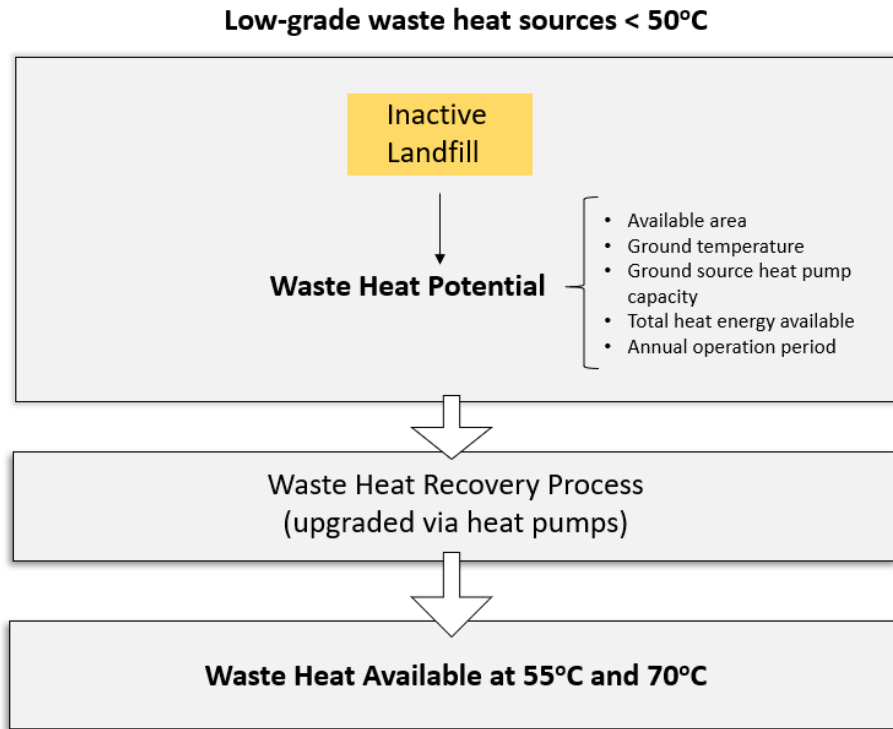 Low-grade waste heat sources < 50°C
Inactive
Landfill
Waste Heat Potential
• Available area
• Ground temperature
• Ground source heat pump
capacity
• Total heat energy available
• Annual operation period
Waste Heat Recovery Process
(upgraded via heat pumps)
Waste Heat Available at 55°C and 70°C